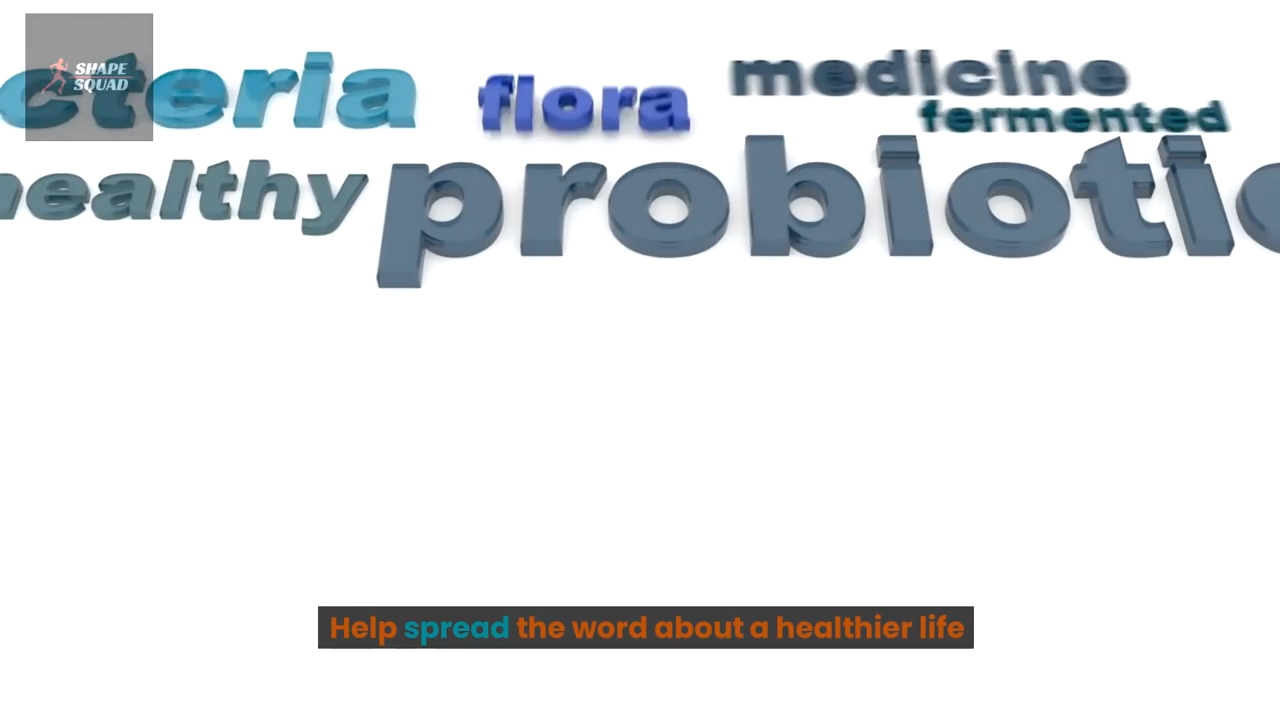 SHAPE
SQUAD
cteria
flora
medicine
fermented
healthy
probiotic
Help spread the word about a healthier life